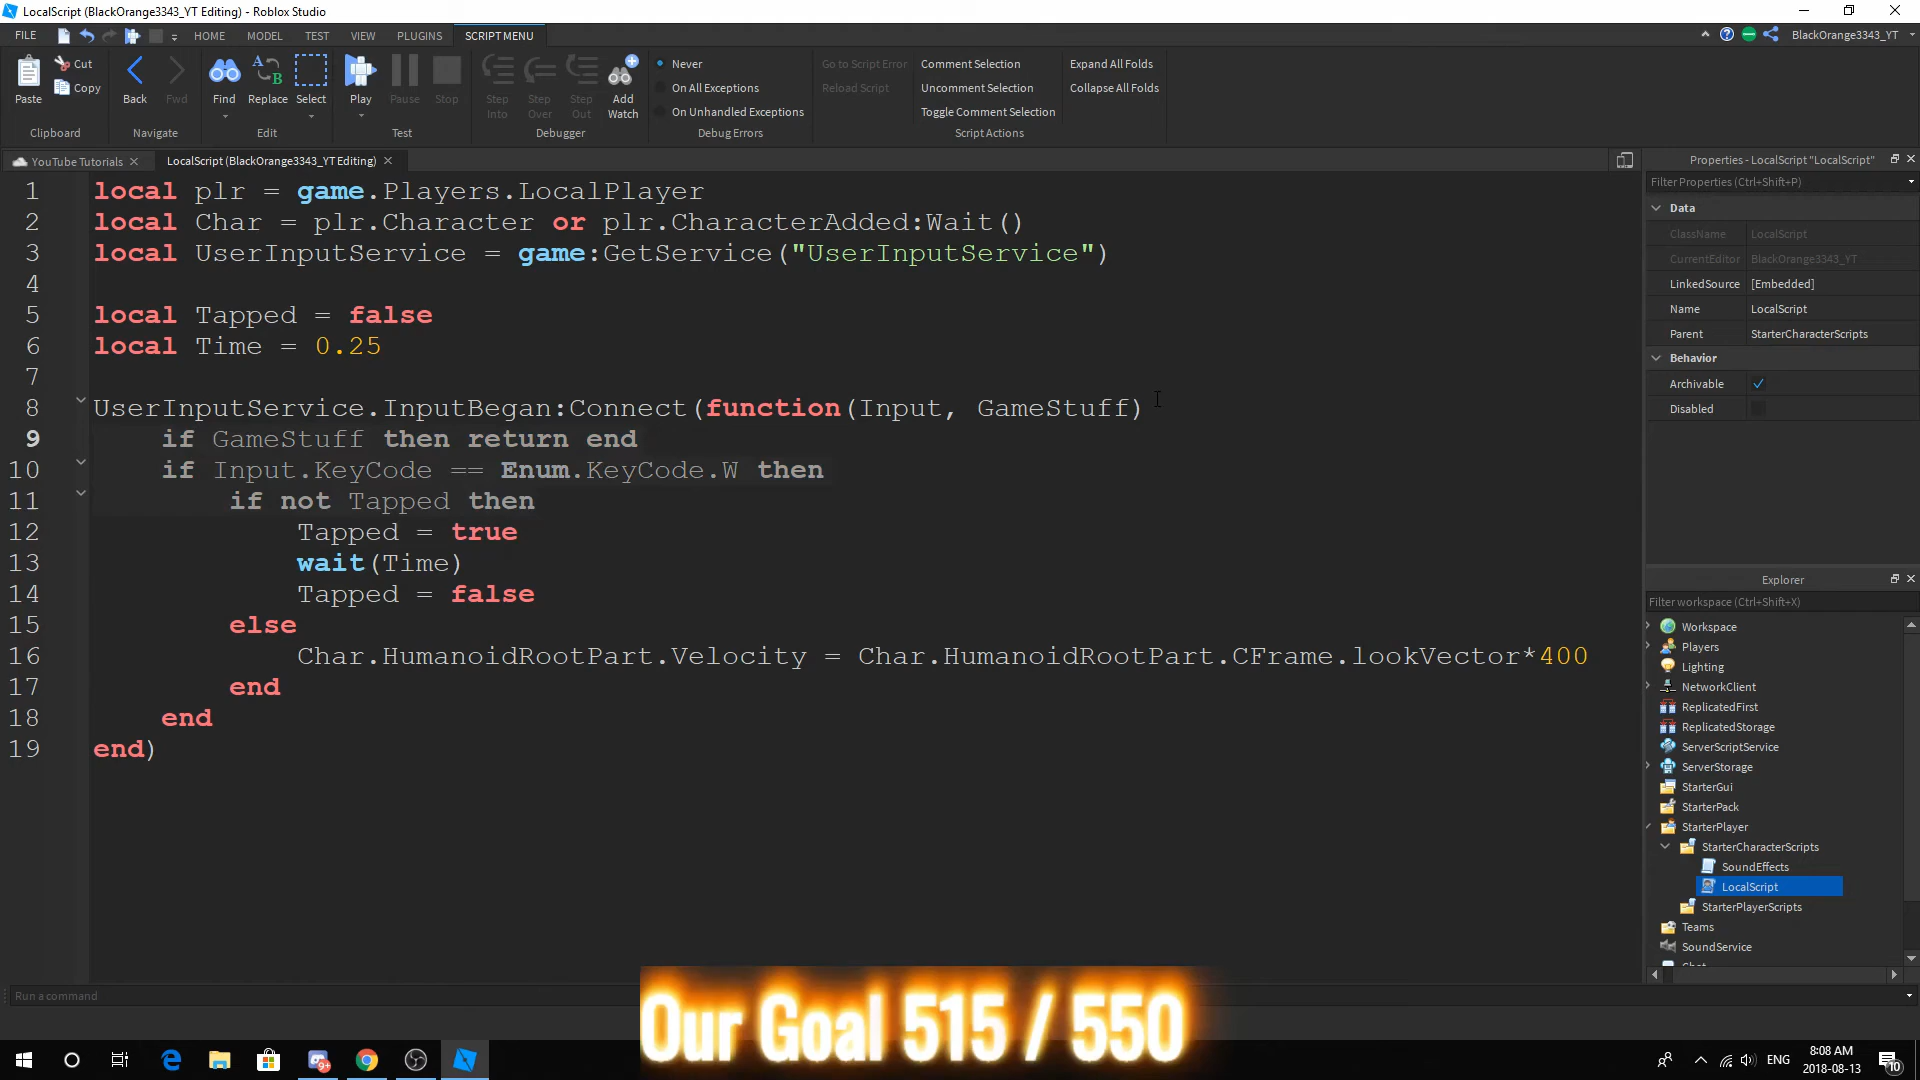 LocalScript (BlackOrange3343_YT Editing) - Roblox Studio
FILE
HOME
MODEL
TEST
VIEW
PLUGINS
SCRIPT MENU
BlackOrange3343_YT
Paste
Cut
Copy
Back
Fwd
Find
Replace
Select
Play
Pause
Stop
Step Into
Step Over
Step Out
Add Watch
Never
On All Exceptions
On Unhandled Exceptions
Go to Script Error
Reload Script
Comment Selection
Uncomment Selection
Toggle Comment Selection
Expand All Folds
Collapse All Folds
Clipboard
Navigate
Edit
Test
Debugger
Debug Errors
Script Actions
YouTube Tutorials
LocalScript (BlackOrange3343_YT Editing)
1 local plr = game.Players.LocalPlayer
2 local Char = plr.Character or plr.CharacterAdded:Wait()
3 local UserInputService = game:GetService("UserInputService")
4
5 local Tapped = false
6 local Time = 0.25
7
8 UserInputService.InputBegan:Connect(function(Input, GameStuff)
9 if GameStuff then return end
10 if Input.KeyCode == Enum.KeyCode.W then
11 if not Tapped then
12 Tapped = true
13 wait(Time)
14 Tapped = false
15 else
16 Char.HumanoidRootPart.Velocity = Char.HumanoidRootPart.CFrame.lookVector*400
17 end
18 end
19 end)
Properties - LocalScript "LocalScript"
Filter Properties (Ctrl+Shift+P)
Data
ClassName LocalScript
CurrentEditor BlackOrange3343_YT
LinkedSource [Embedded]
Name LocalScript
Parent StarterCharacterScripts
Behavior
Archivable
Disabled
Explorer
Filter workspace (Ctrl+Shift+X)
Workspace
Players
Lighting
NetworkClient
ReplicatedFirst
ReplicatedStorage
ServerScriptService
ServerStorage
StarterGui
StarterPack
StarterPlayer
StarterCharacterScripts
SoundEffects
LocalScript
StarterPlayerScripts
Teams
SoundService
Run a command
Our Goal 515 / 550
9+
ENG
8:08 AM
2018-08-13
10